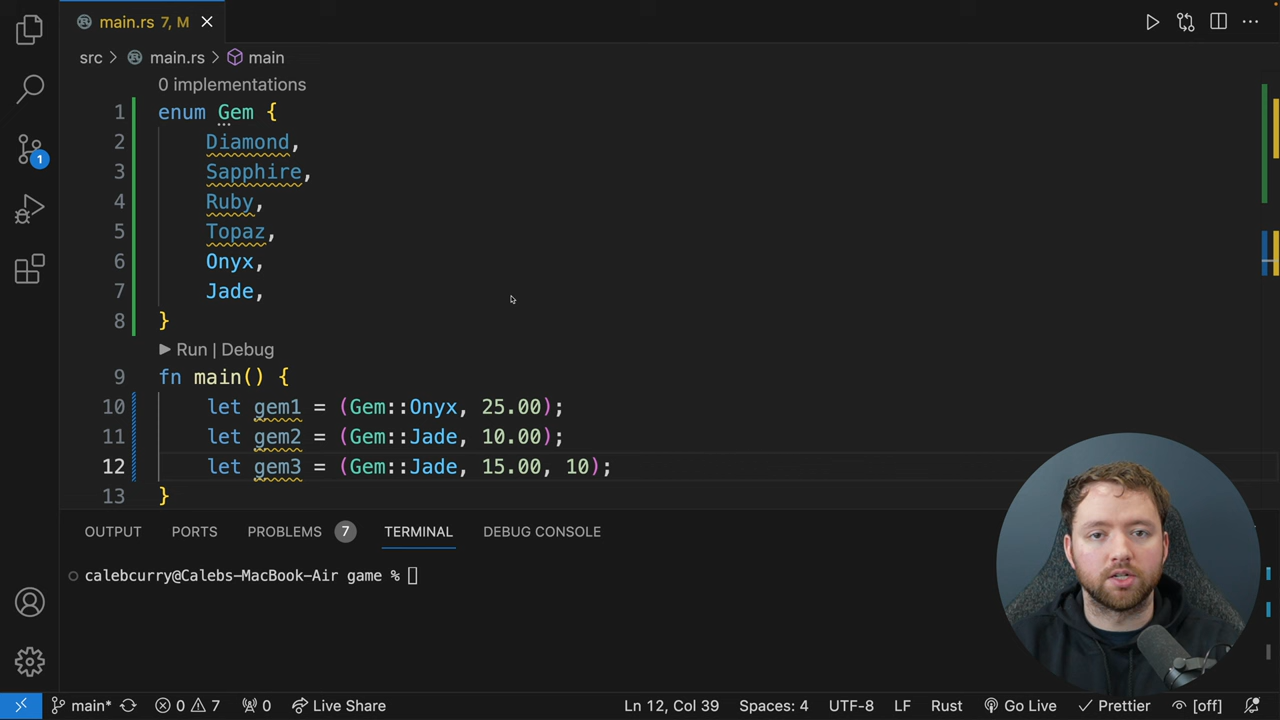 main.rs 7, M
src > main.rs > main
0 implementations
1 enum Gem {
2 Diamond,
3 Sapphire,
4 Ruby,
5 Topaz,
6 Onyx,
7 Jade,
8 }
Run | Debug
9 fn main() {
10 let gem1 = (Gem::Onyx, 25.00);
11 let gem2 = (Gem::Jade, 10.00);
12 let gem3 = (Gem::Jade, 15.00, 10);
13 }
1
OUTPUT PORTS PROBLEMS 7 TERMINAL DEBUG CONSOLE
calebcurry@Calebs-MacBook-Air game %
main* 0 7 0 Live Share Ln 12, Col 39 Spaces: 4 UTF-8 LF Rust Go Live Prettier [off]